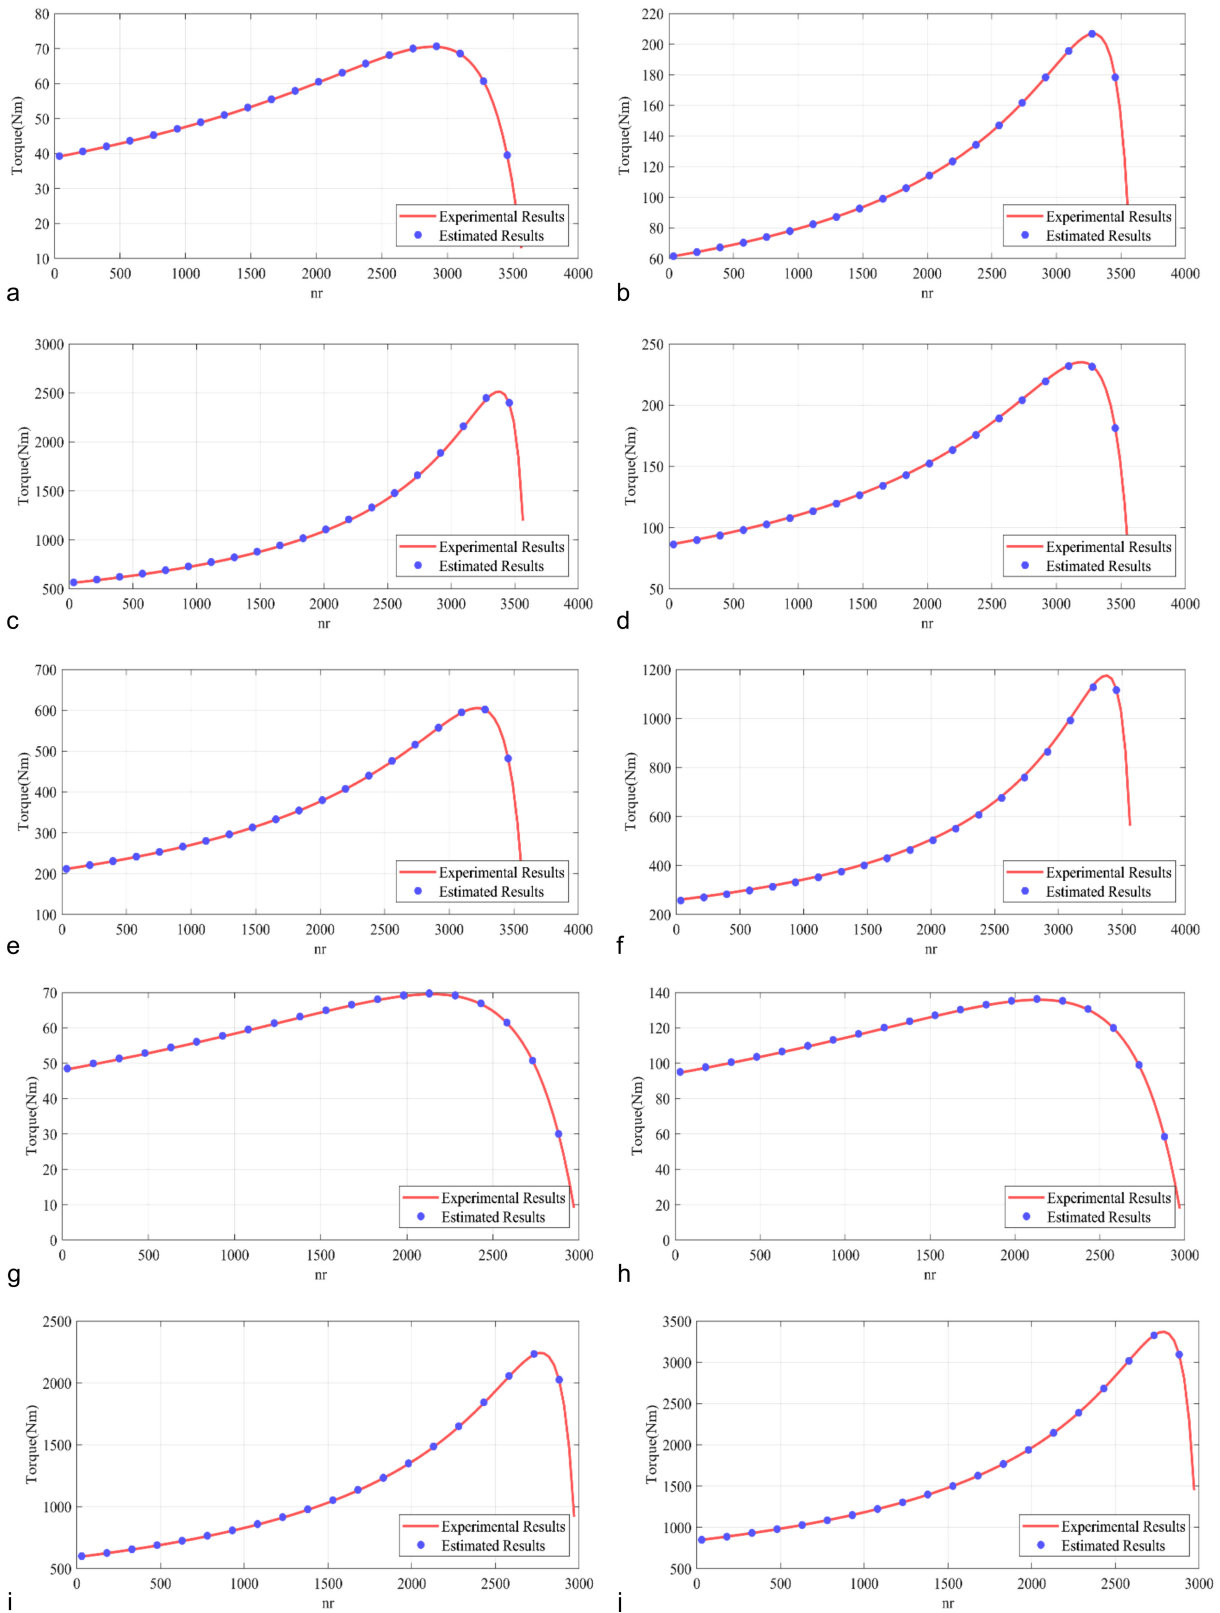 80
70
60
50
40
30
20
10
Torque(Nm)
0 500 1000 1500 2000 2500 3000 3500 4000
nr
Experimental Results
Estimated Results
a
220
200
180
160
140
120
100
80
60
Torque(Nm)
0 500 1000 1500 2000 2500 3000 3500 4000
nr
Experimental Results
Estimated Results
b
3000
2500
2000
1500
1000
500
Torque(Nm)
0 500 1000 1500 2000 2500 3000 3500 4000
nr
Experimental Results
Estimated Results
c
250
200
150
100
50
Torque(Nm)
0 500 1000 1500 2000 2500 3000 3500 4000
nr
Experimental Results
Estimated Results
d
700
600
500
400
300
200
100
Torque(Nm)
0 500 1000 1500 2000 2500 3000 3500 4000
nr
Experimental Results
Estimated Results
e
1200
1000
800
600
400
200
Torque(Nm)
0 500 1000 1500 2000 2500 3000 3500 4000
nr
Experimental Results
Estimated Results
f
70
60
50
40
30
20
10
0
Torque(Nm)
0 500 1000 1500 2000 2500 3000
nr
Experimental Results
Estimated Results
g
140
120
100
80
60
40
20
0
Torque(Nm)
0 500 1000 1500 2000 2500 3000
nr
Experimental Results
Estimated Results
h
2500
2000
1500
1000
500
Torque(Nm)
0 500 1000 1500 2000 2500 3000
nr
Experimental Results
Estimated Results
i
3500
3000
2500
2000
1500
1000
500
Torque(Nm)
0 500 1000 1500 2000 2500 3000
nr
Experimental Results
Estimated Results
j